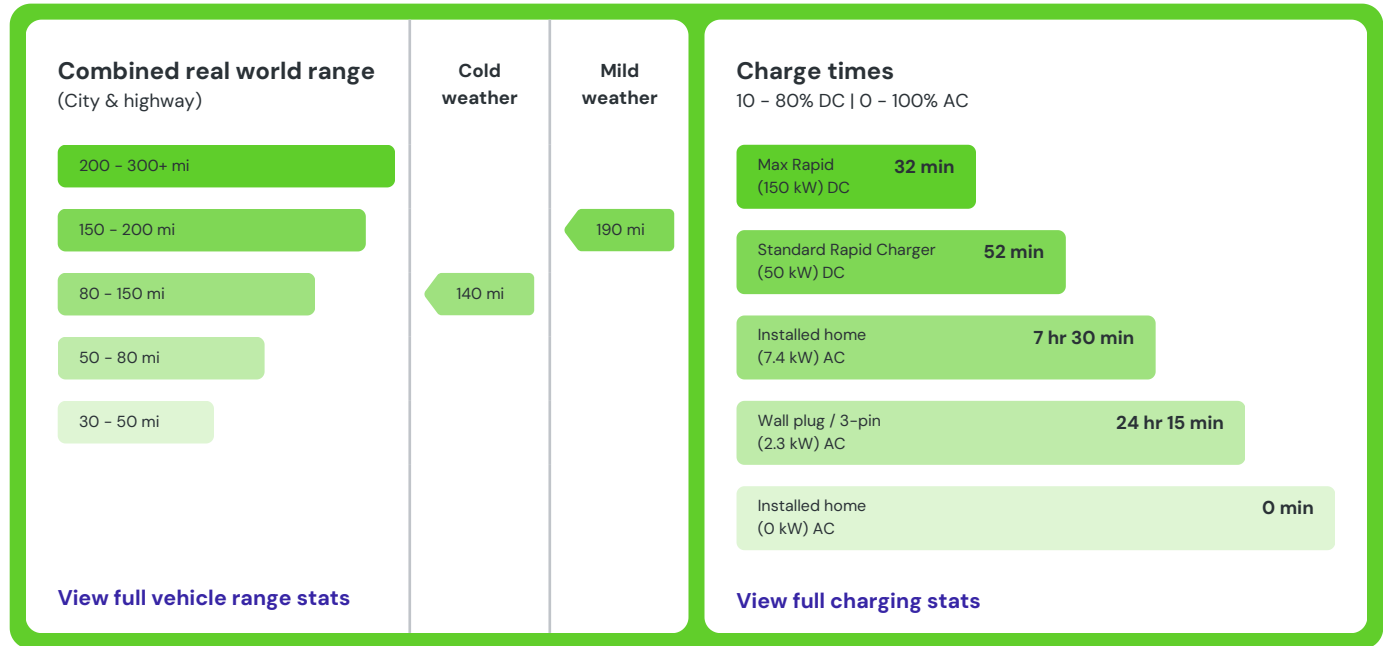 Combined real world range
(City & highway)
Cold
weather
Mild
weather
200 - 300+ mi
150 - 200 mi
190 mi
80 - 150 mi
140 mi
50 - 80 mi
30 - 50 mi
View full vehicle range stats
Charge times
10 - 80% DC | 0 - 100% AC
Max Rapid
(150 kW) DC
32 min
Standard Rapid Charger
(50 kW) DC
52 min
Installed home
(7.4 kW) AC
7 hr 30 min
Wall plug / 3-pin
(2.3 kW) AC
24 hr 15 min
Installed home
(0 kW) AC
0 min
View full charging stats